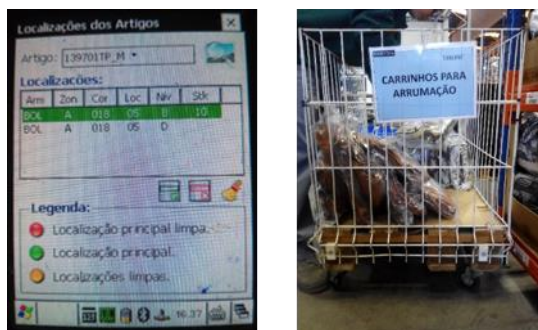 Localizações dos Artigos
Artigo: 139701TP_M
Localizações:
Arm Zon Cor Loc Niv Stk
BOL A 018 05 B 10
BOL A 018 05 D
Legenda:
Localização principal limpa.
Localização principal.
Localizações limpas.
16:37
CARRINHOS PARA
ARRUMAÇÃO